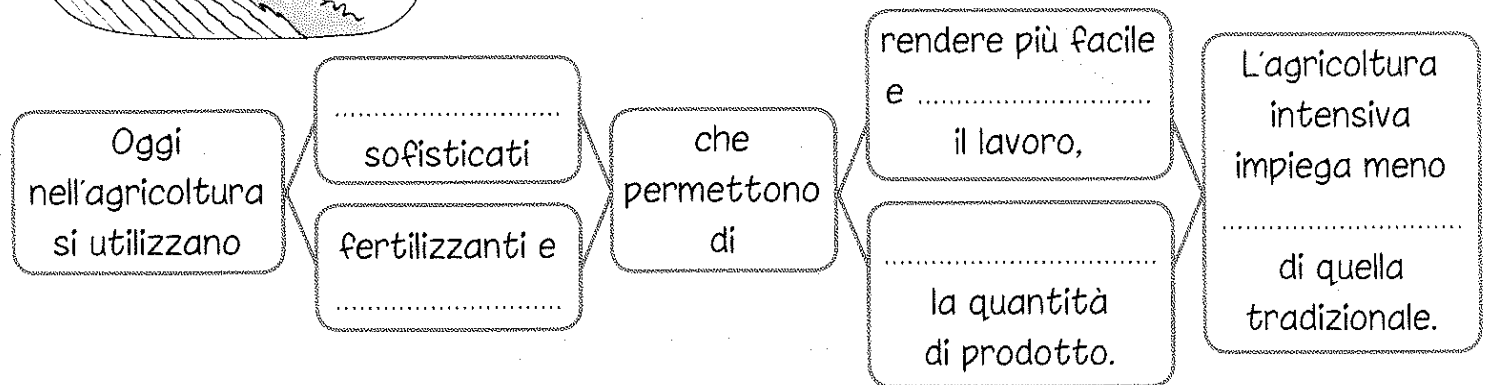 Oggi
nell'agricoltura
si utilizzano
..............................
sofisticati
fertilizzanti e
..............................
che
permettono
di
rendere più facile
e ..............................
il lavoro,
..............................
la quantità
di prodotto.
L'agricoltura
intensiva
impiega meno
..............................
di quella
tradizionale.